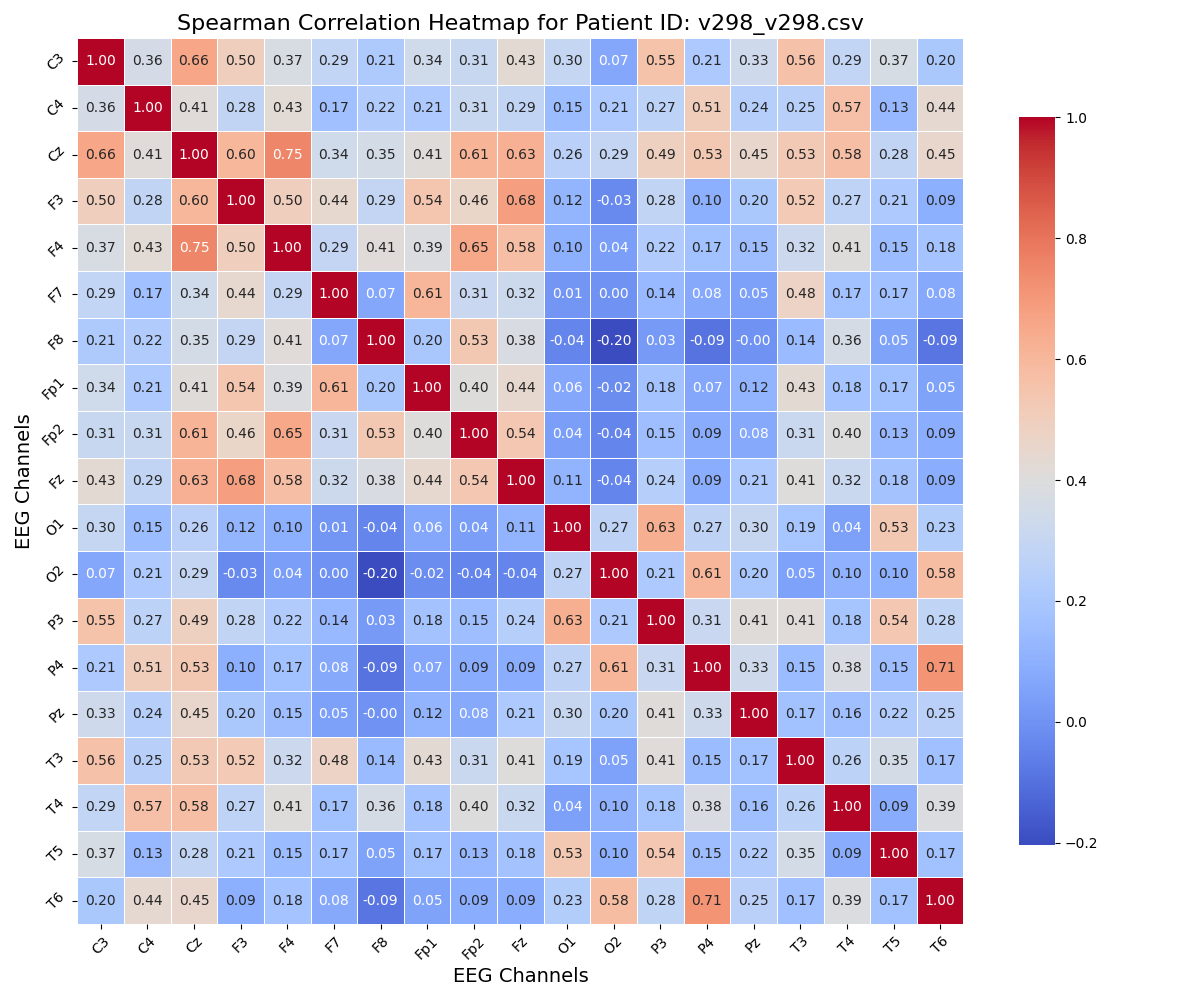 Spearman Correlation Heatmap for Patient ID: v298_v298.csv
C3 1.00 0.36 0.66 0.50 0.37 0.29 0.21 0.34 0.31 0.43 0.30 0.07 0.55 0.21 0.33 0.56 0.29 0.37 0.20
C4 0.36 1.00 0.41 0.28 0.43 0.17 0.22 0.21 0.31 0.29 0.15 0.21 0.27 0.51 0.24 0.25 0.57 0.13 0.44
Cz 0.66 0.41 1.00 0.60 0.75 0.34 0.35 0.41 0.61 0.63 0.26 0.29 0.49 0.53 0.45 0.53 0.58 0.28 0.45
F3 0.50 0.28 0.60 1.00 0.50 0.44 0.29 0.54 0.46 0.68 0.12 -0.03 0.28 0.10 0.20 0.52 0.27 0.21 0.09
F4 0.37 0.43 0.75 0.50 1.00 0.29 0.41 0.39 0.65 0.58 0.10 0.04 0.22 0.17 0.15 0.32 0.41 0.15 0.18
F7 0.29 0.17 0.34 0.44 0.29 1.00 0.07 0.61 0.31 0.32 0.01 0.00 0.14 0.08 0.05 0.48 0.17 0.17 0.08
F8 0.21 0.22 0.35 0.29 0.41 0.07 1.00 0.20 0.53 0.38 -0.04 -0.20 0.03 -0.09 -0.00 0.14 0.36 0.05 -0.09
Fp1 0.34 0.21 0.41 0.54 0.39 0.61 0.20 1.00 0.40 0.44 0.06 -0.02 0.18 0.07 0.12 0.43 0.18 0.17 0.05
Fp2 0.31 0.31 0.61 0.46 0.65 0.31 0.53 0.40 1.00 0.54 0.04 -0.04 0.15 0.09 0.08 0.31 0.40 0.13 0.09
Fz 0.43 0.29 0.63 0.68 0.58 0.32 0.38 0.44 0.54 1.00 0.11 -0.04 0.24 0.09 0.21 0.41 0.32 0.18 0.09
O1 0.30 0.15 0.26 0.12 0.10 0.01 -0.04 0.06 0.04 0.11 1.00 0.27 0.63 0.27 0.30 0.19 0.04 0.53 0.23
O2 0.07 0.21 0.29 -0.03 0.04 0.00 -0.20 -0.02 -0.04 -0.04 0.27 1.00 0.21 0.61 0.20 0.05 0.10 0.10 0.58
P3 0.55 0.27 0.49 0.28 0.22 0.14 0.03 0.18 0.15 0.24 0.63 0.21 1.00 0.31 0.41 0.41 0.18 0.54 0.28
P4 0.21 0.51 0.53 0.10 0.17 0.08 -0.09 0.07 0.09 0.09 0.27 0.61 0.31 1.00 0.33 0.15 0.38 0.15 0.71
Pz 0.33 0.24 0.45 0.20 0.15 0.05 -0.00 0.12 0.08 0.21 0.30 0.20 0.41 0.33 1.00 0.17 0.16 0.22 0.25
T3 0.56 0.25 0.53 0.52 0.32 0.48 0.14 0.43 0.31 0.41 0.19 0.05 0.41 0.15 0.17 1.00 0.26 0.35 0.17
T4 0.29 0.57 0.58 0.27 0.41 0.17 0.36 0.18 0.40 0.32 0.04 0.10 0.18 0.38 0.16 0.26 1.00 0.09 0.39
T5 0.37 0.13 0.28 0.21 0.15 0.17 0.05 0.17 0.13 0.18 0.53 0.10 0.54 0.15 0.22 0.35 0.09 1.00 0.17
T6 0.20 0.44 0.45 0.09 0.18 0.08 -0.09 0.05 0.09 0.09 0.23 0.58 0.28 0.71 0.25 0.17 0.39 0.17 1.00
C3 C4 Cz F3 F4 F7 F8 Fp1 Fp2 Fz O1 O2 P3 P4 Pz T3 T4 T5 T6
EEG Channels
EEG Channels
1.0
0.8
0.6
0.4
0.2
0.0
−0.2